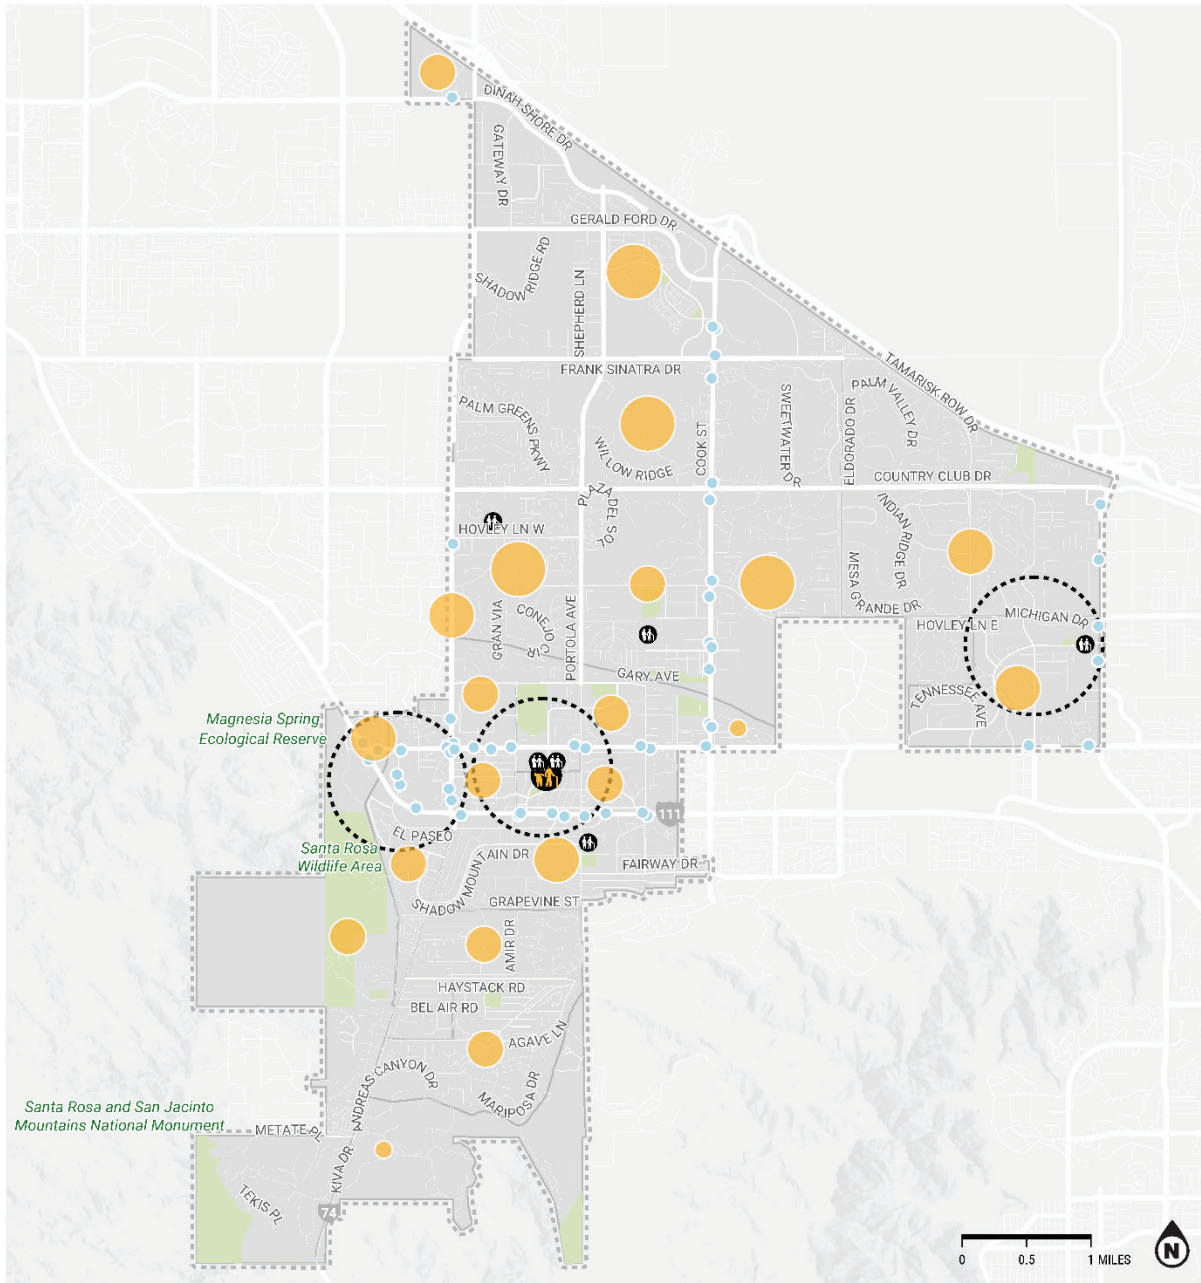 DINAH SHORE DR
GATEWAY DR
GERALD FORD DR
SHADOW RIDGE RD
SHEPHERD LN
FRANK SINATRA DR
TAMARISK ROW DR
PALM VALLEY DR
SWEETWATER DR
ELDORADO DR
PALM GREENS PKWY
WILLOW RIDGE
COOK ST
COUNTRY CLUB DR
PLAZA DEL SOL
INDIAN RIDGE DR
HOVLEY LN W
MESA GRANDE DR
GRAN VIA
CONEJO CIR
PORTOLA AVE
MICHIGAN DR
HOVLEY LN E
GARY AVE
TENNESSEE AVE
Magnesia Spring
Ecological Reserve
111
EL PASEO
Santa Rosa
Wildlife Area
SHADOW MOUNTAIN DR
FAIRWAY DR
GRAPEVINE ST
AMIR DR
HAYSTACK RD
BEL AIR RD
AGAVE LN
ANDREAS CANYON DR
MARIPOSA DR
Santa Rosa and San Jacinto
Mountains National Monument
METATE PL
KIVA DR
TEKIS PL
74
N
0 0.5 1 MILES